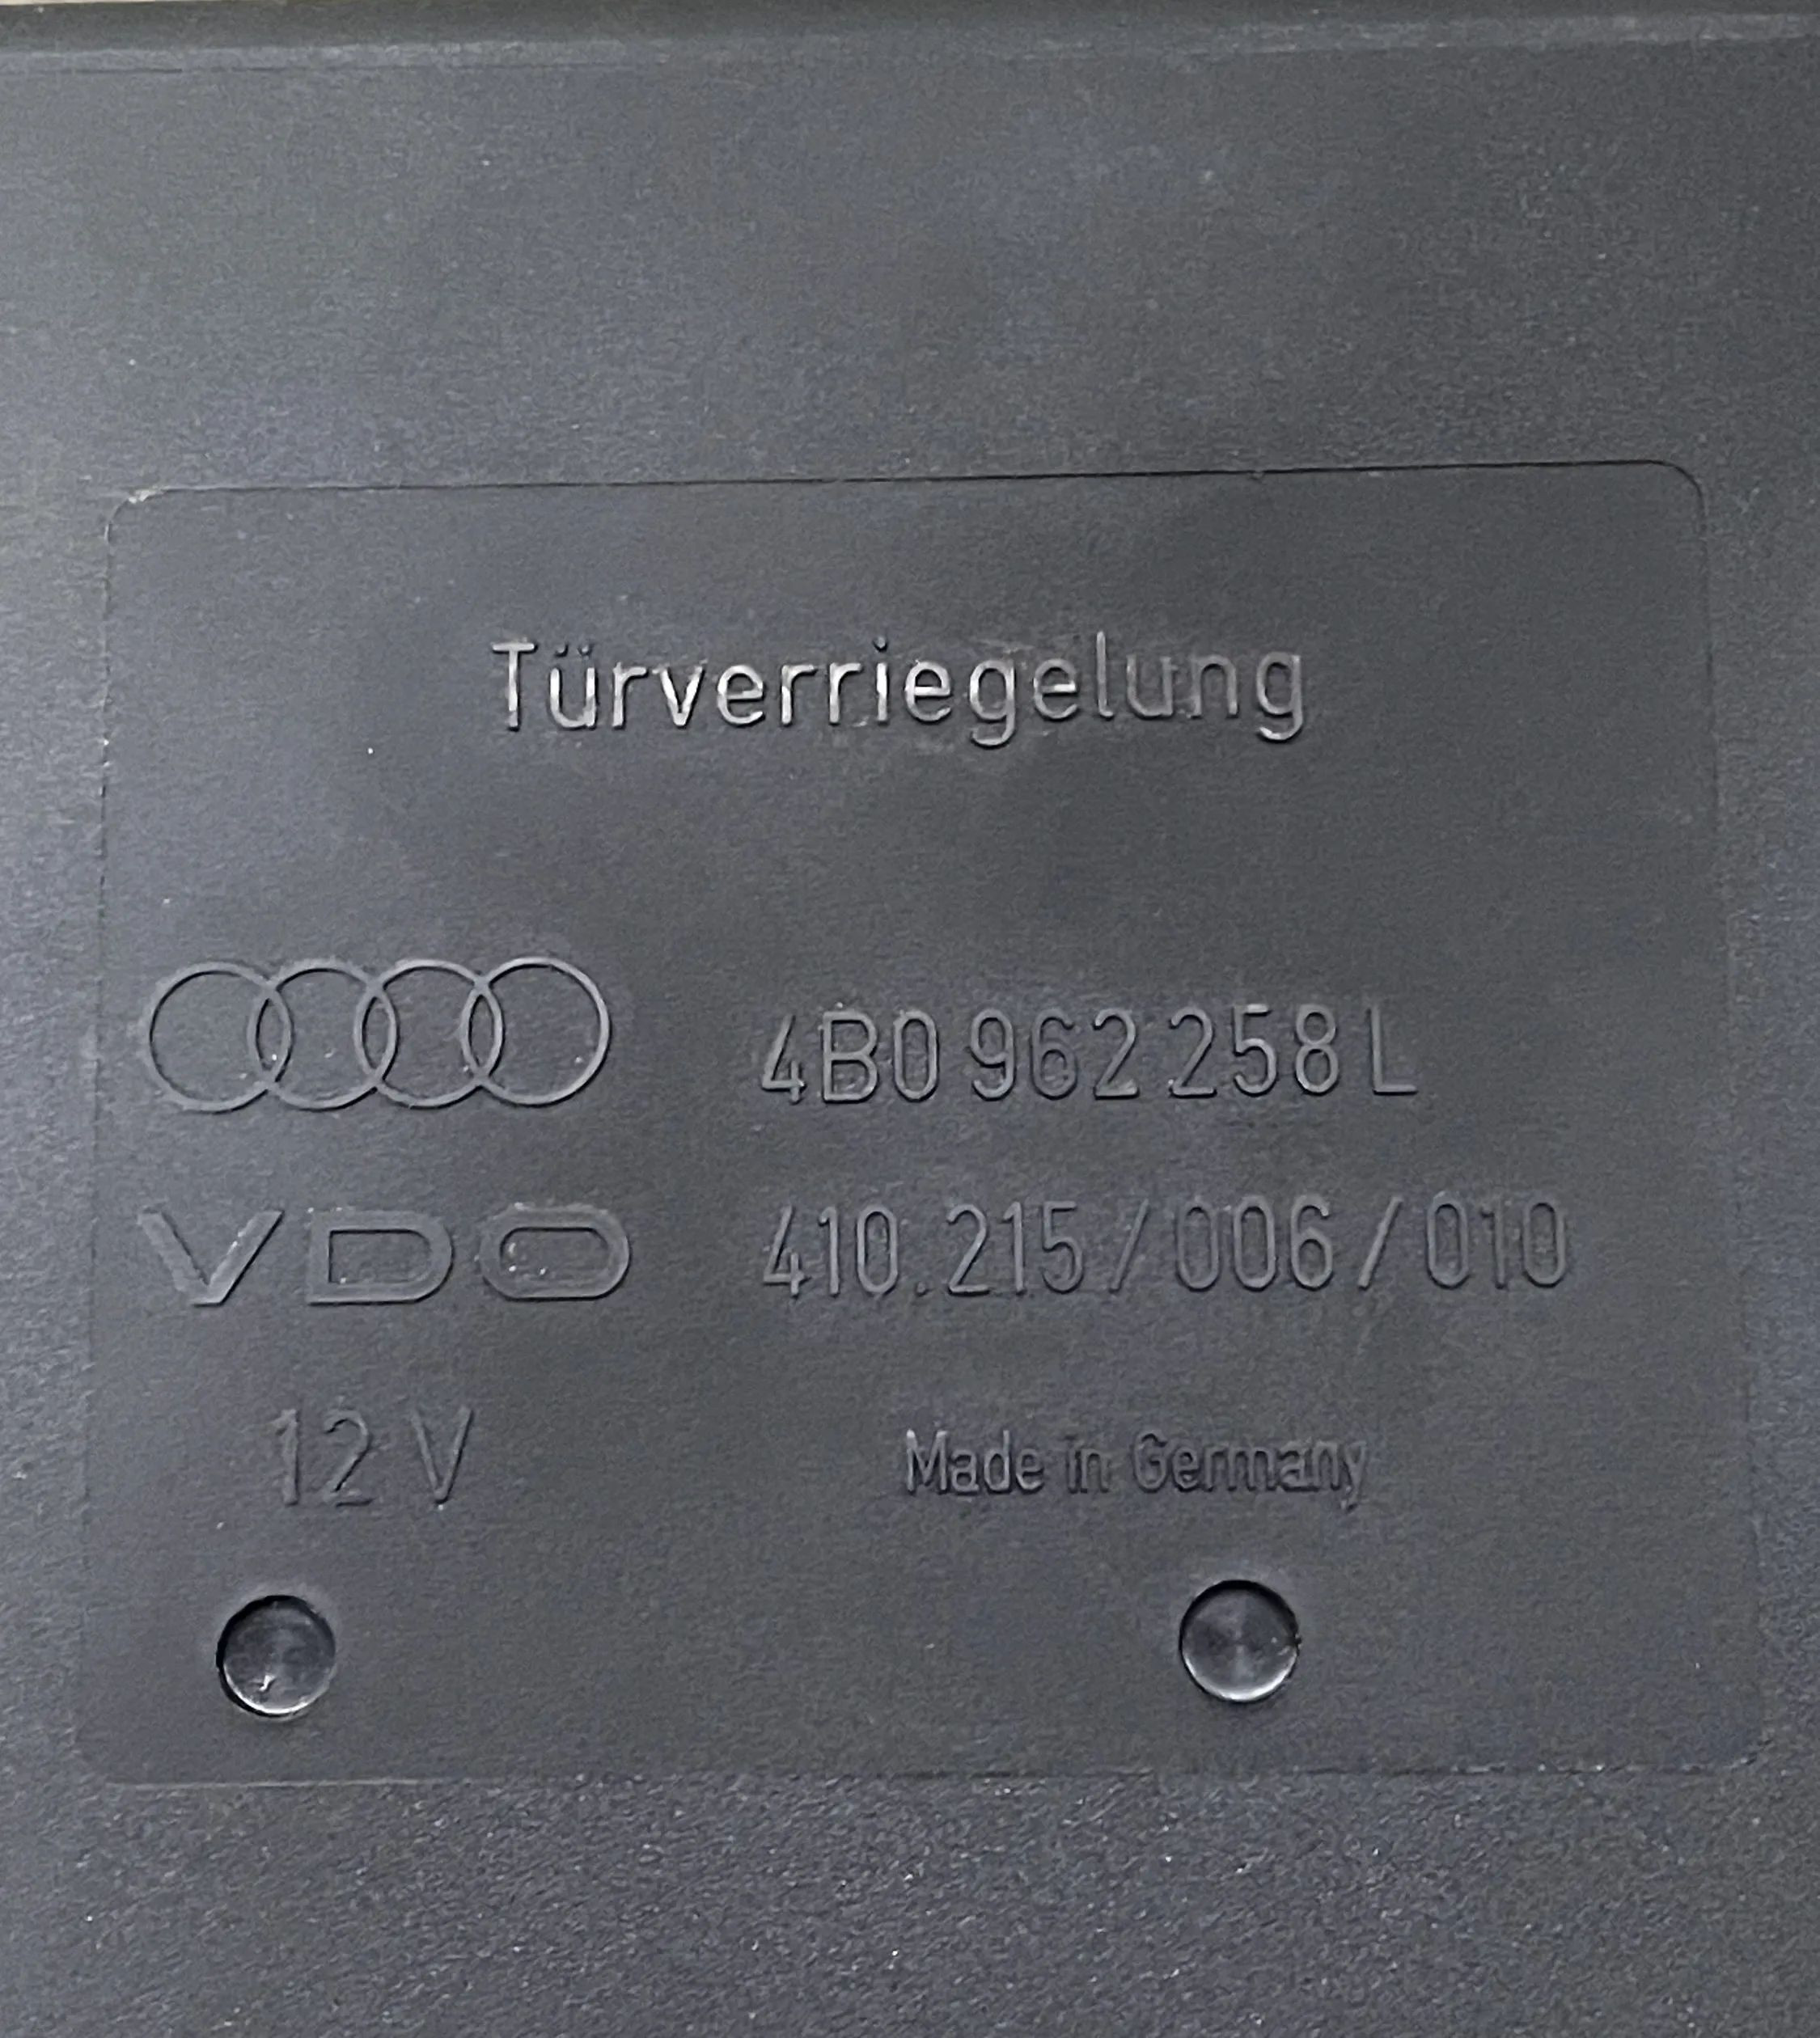 Türverriegelung
4B0 962 258 L
VDO 410.215/006/010
12 V Made in Germany